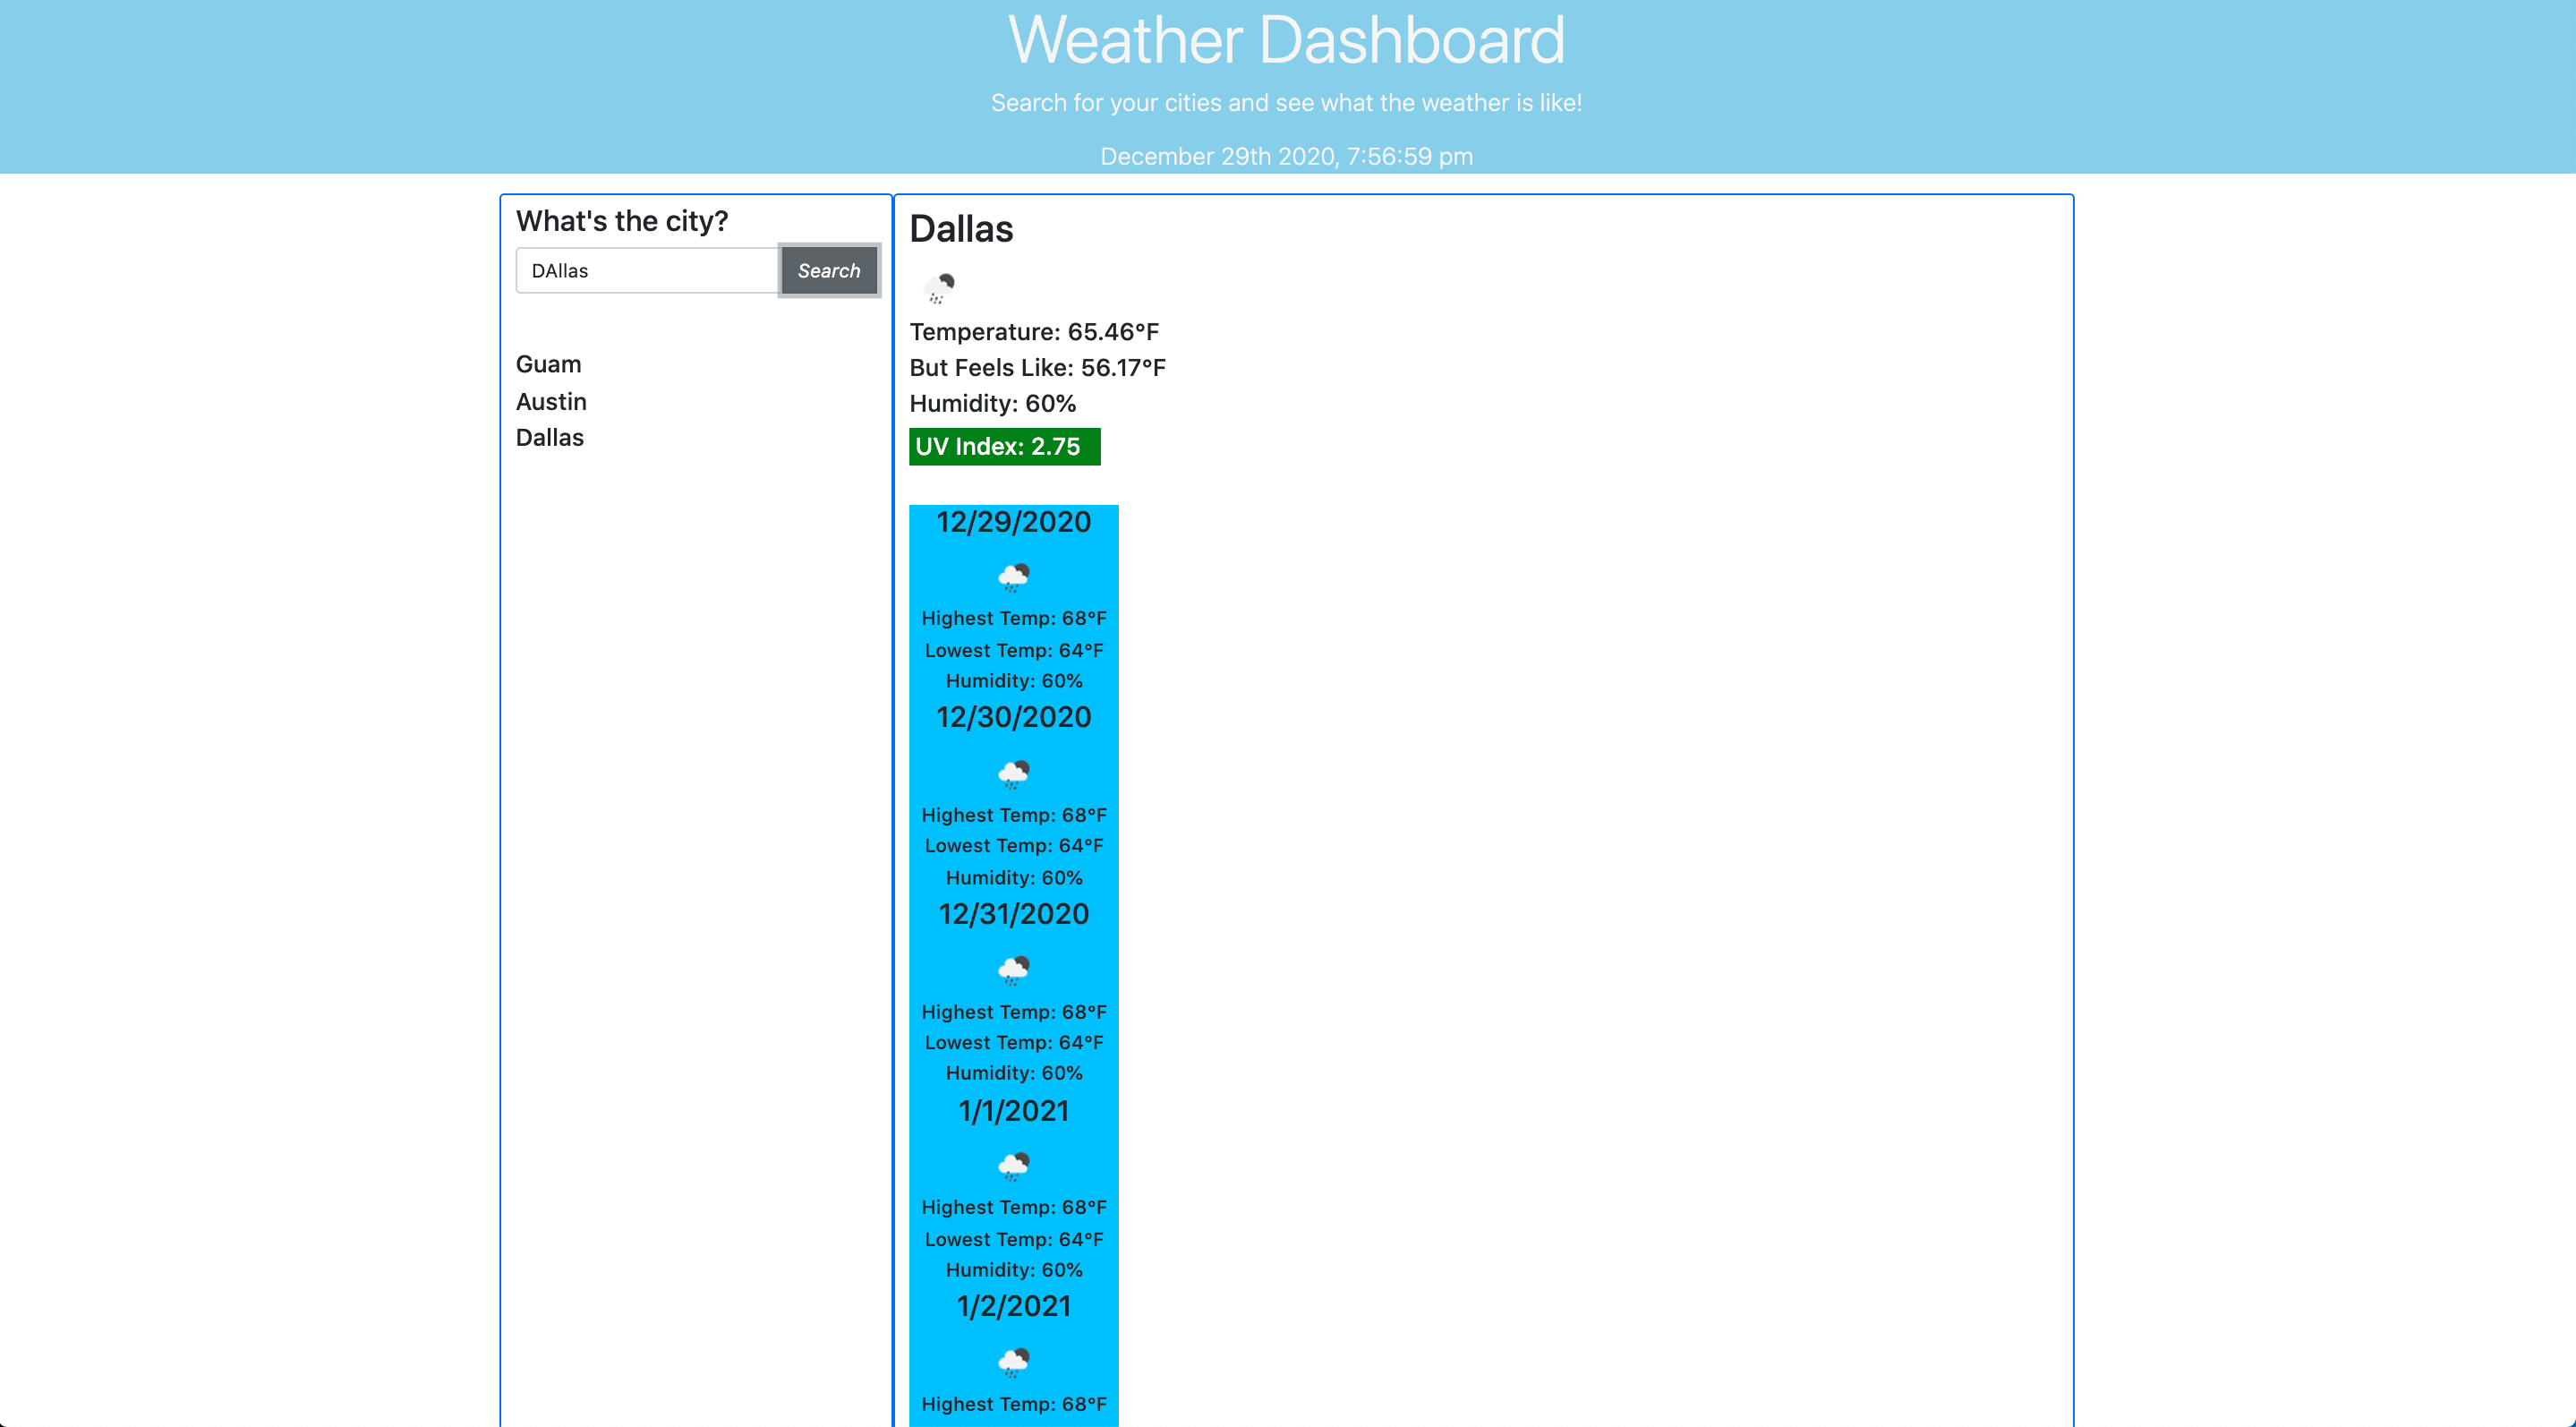 Weather Dashboard
Search for your cities and see what the weather is like!
December 29th 2020, 7:56:59 pm
What's the city?
DAllas
Search
Guam
Austin
Dallas
Dallas
Temperature: 65.46°F
But Feels Like: 56.17°F
Humidity: 60%
UV Index: 2.75
12/29/2020
Highest Temp: 68°F
Lowest Temp: 64°F
Humidity: 60%
12/30/2020
Highest Temp: 68°F
Lowest Temp: 64°F
Humidity: 60%
12/31/2020
Highest Temp: 68°F
Lowest Temp: 64°F
Humidity: 60%
1/1/2021
Highest Temp: 68°F
Lowest Temp: 64°F
Humidity: 60%
1/2/2021
Highest Temp: 68°F